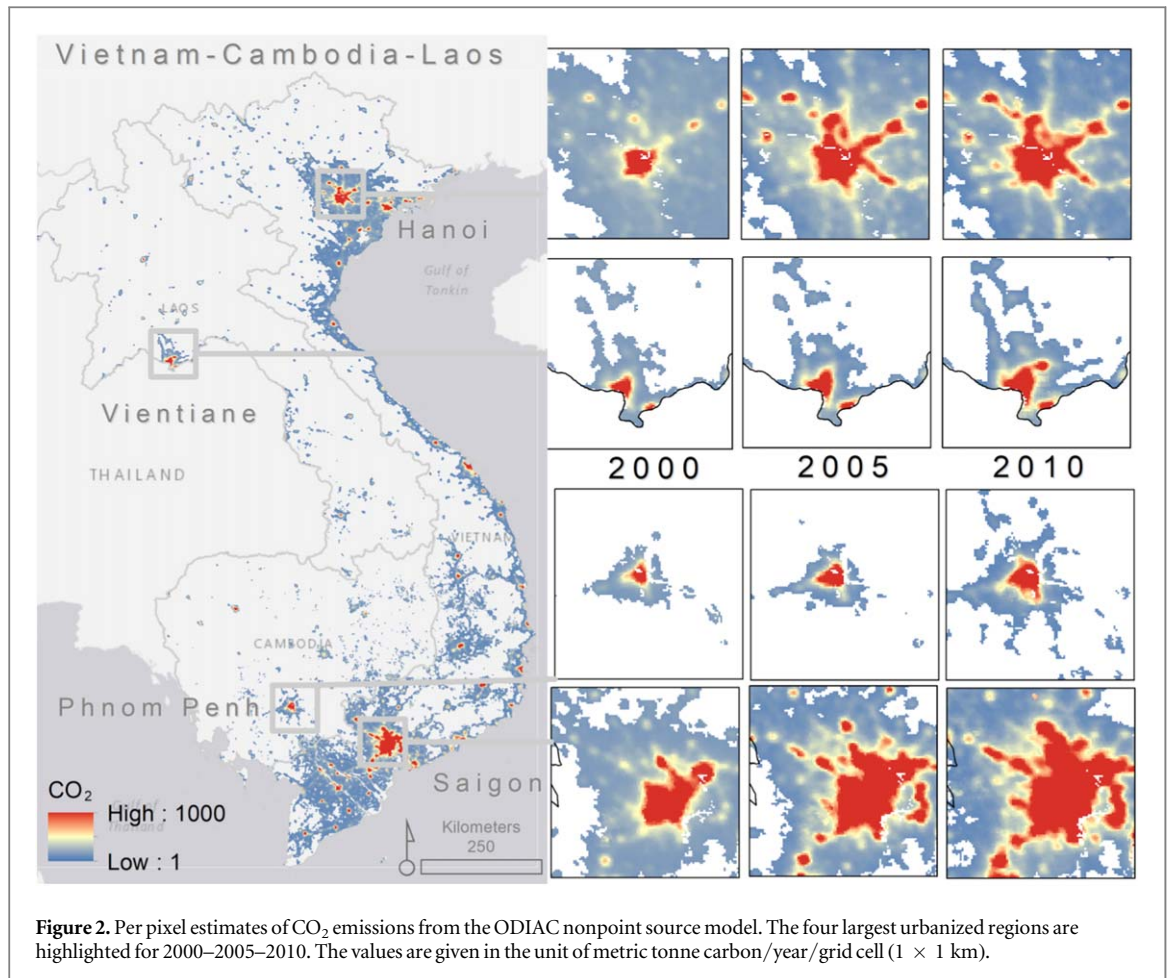 Vietnam-Cambodia-Laos
Hanoi
Gulf of
Tonkin
LAOS
Vientiane
THAILAND
2000 2005 2010
VIETNAM
CAMBODIA
Phnom Penh
Saigon
CO₂
High : 1000
Low : 1
Gulf of
Thailand
Kilometers
250
Figure 2. Per pixel estimates of CO₂ emissions from the ODIAC nonpoint source model. The four largest urbanized regions are
highlighted for 2000–2005–2010. The values are given in the unit of metric tonne carbon/year/grid cell (1 × 1 km).